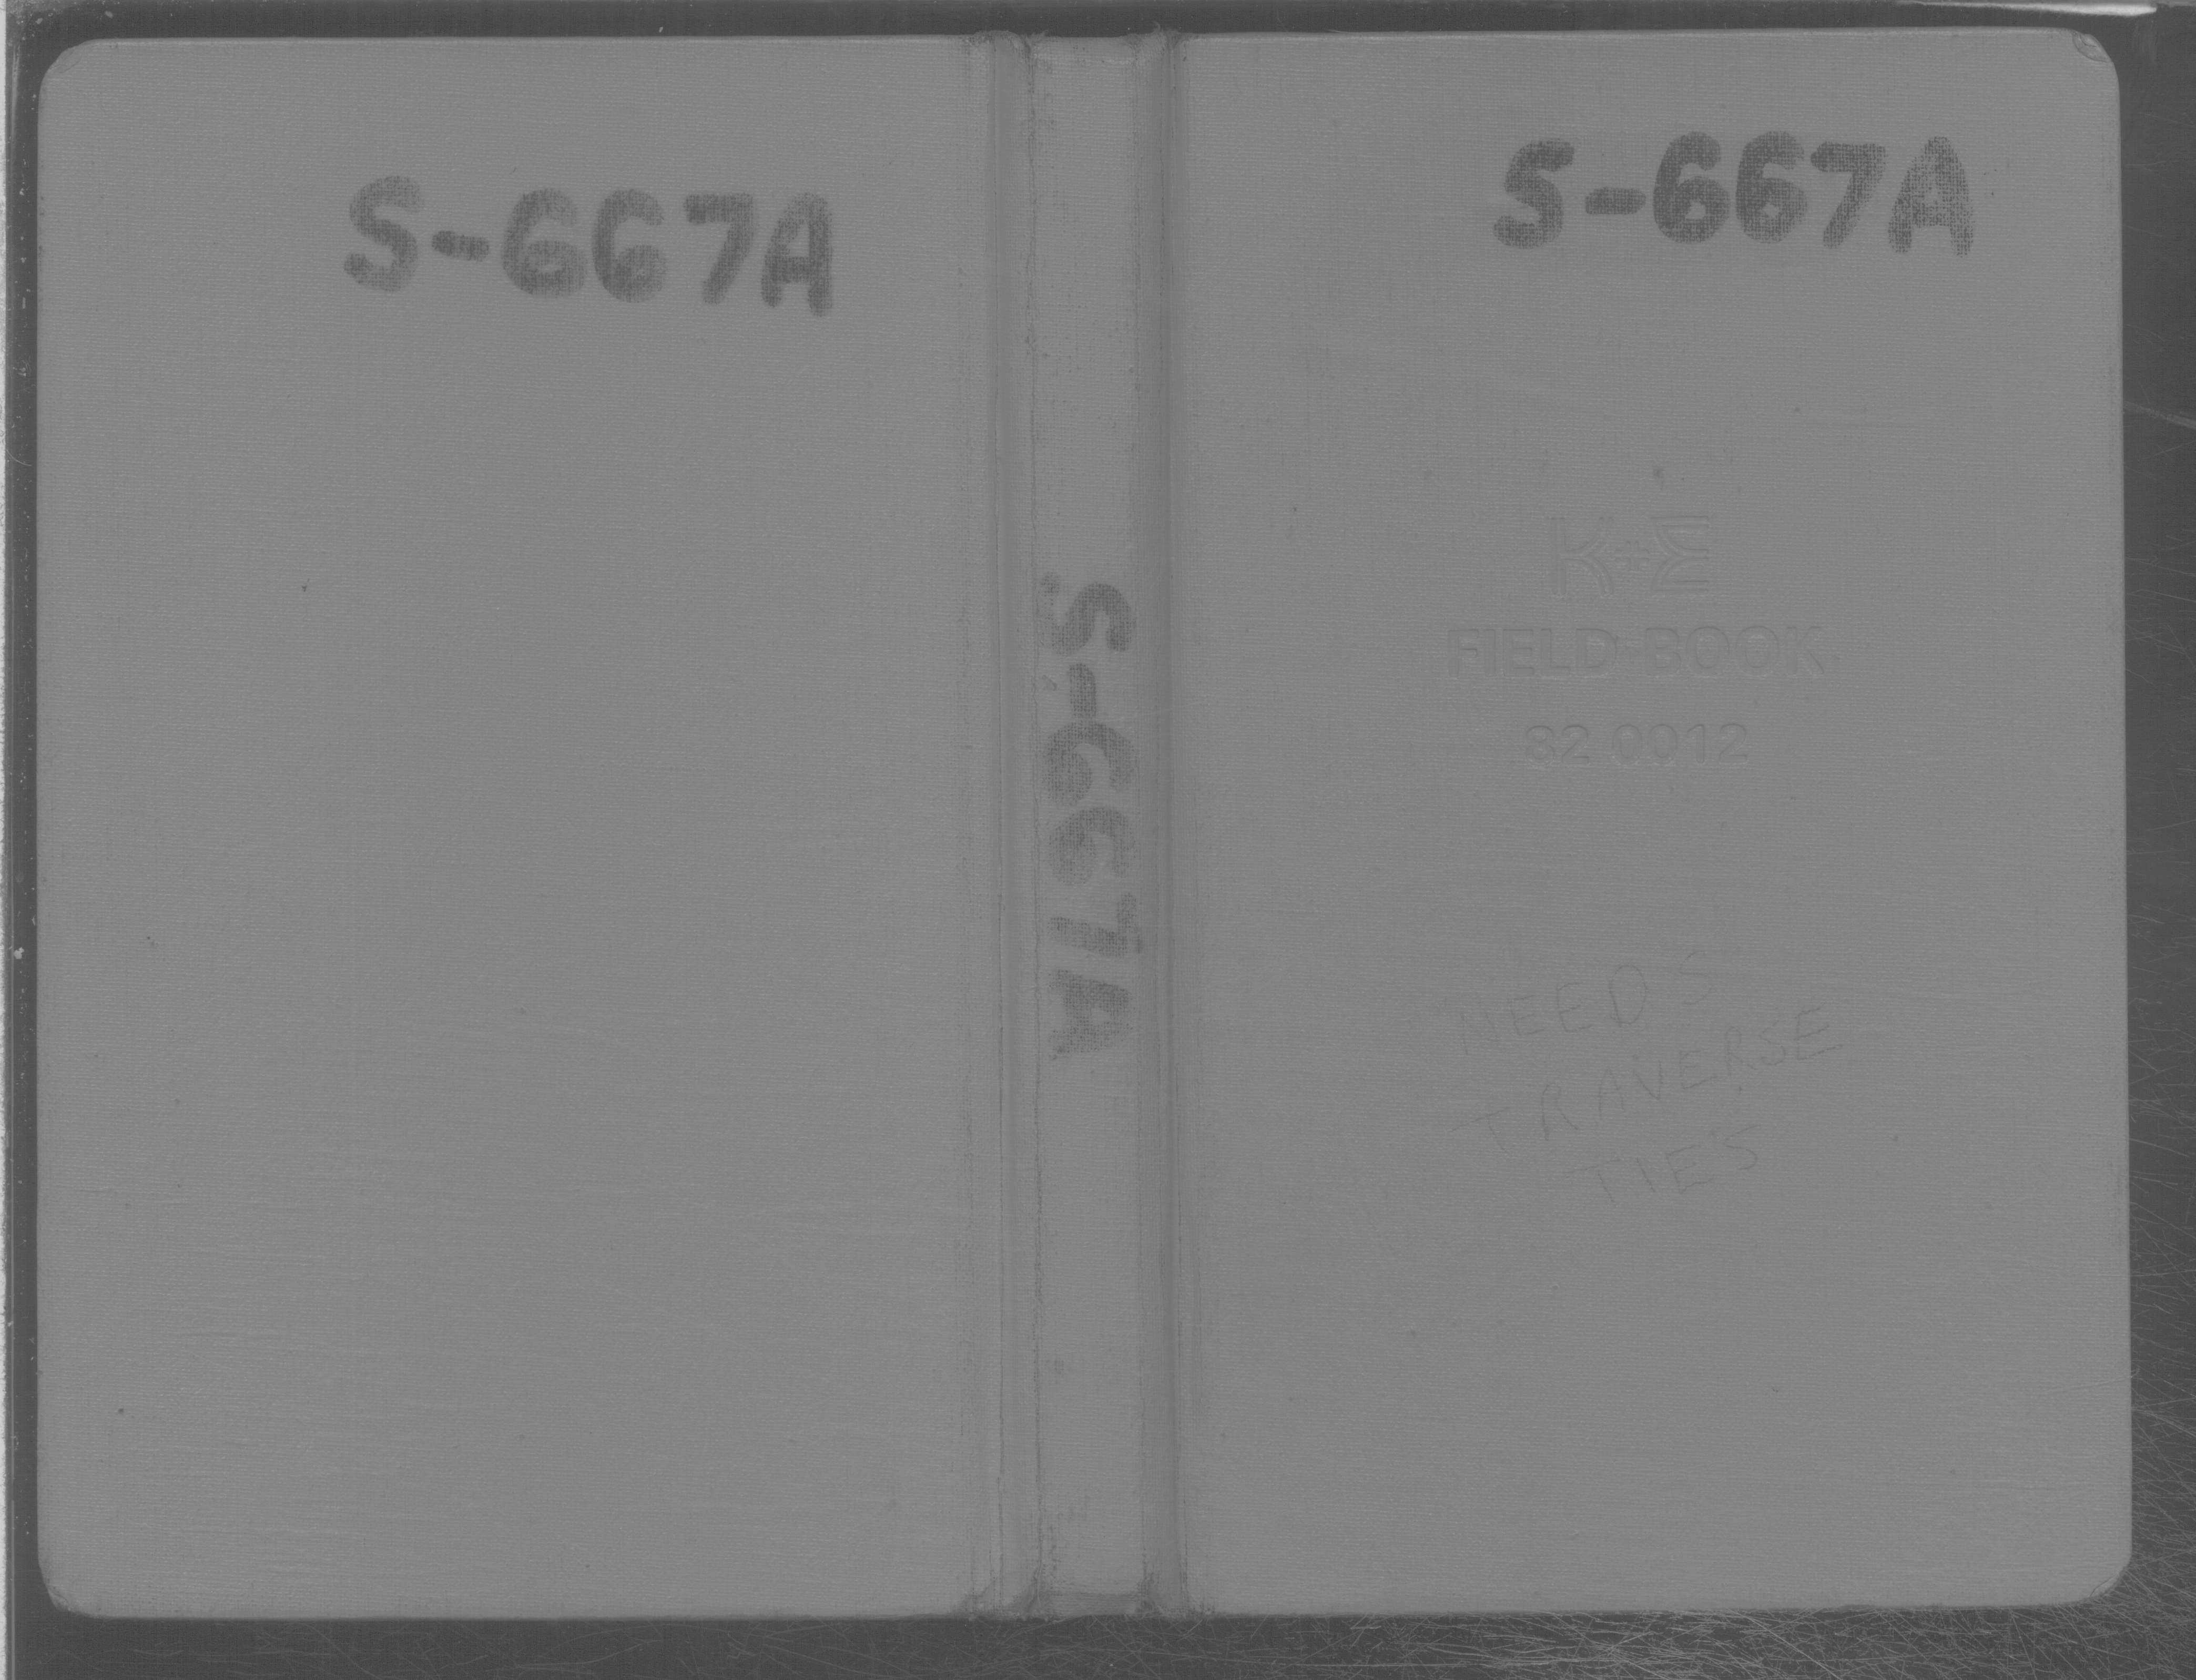 S-667A
S-667A
S-667A
K+E
FIELD-BOOK
82 0012
NEEDS
TRAVERSE
TIES